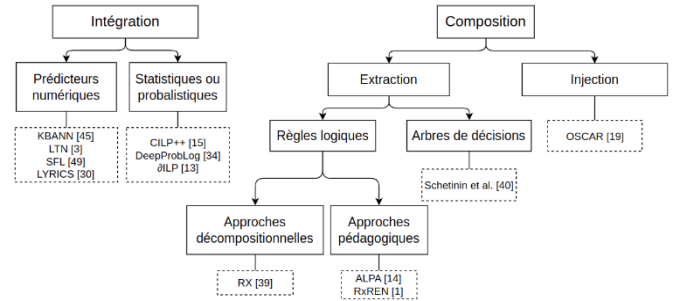 Intégration
Prédicteurs
numériques
Statistiques ou
probalistiques
KBANN [45]
LTN [3]
SFL [49]
LYRICS [30]
CILP++ [15]
DeepProbLog [34]
∂ILP [13]
Composition
Extraction
Injection
Règles logiques
Arbres de décisions
OSCAR [19]
Schetinin et al. [40]
Approches
décompositionnelles
Approches
pédagogiques
RX [39]
ALPA [14]
RxREN [1]